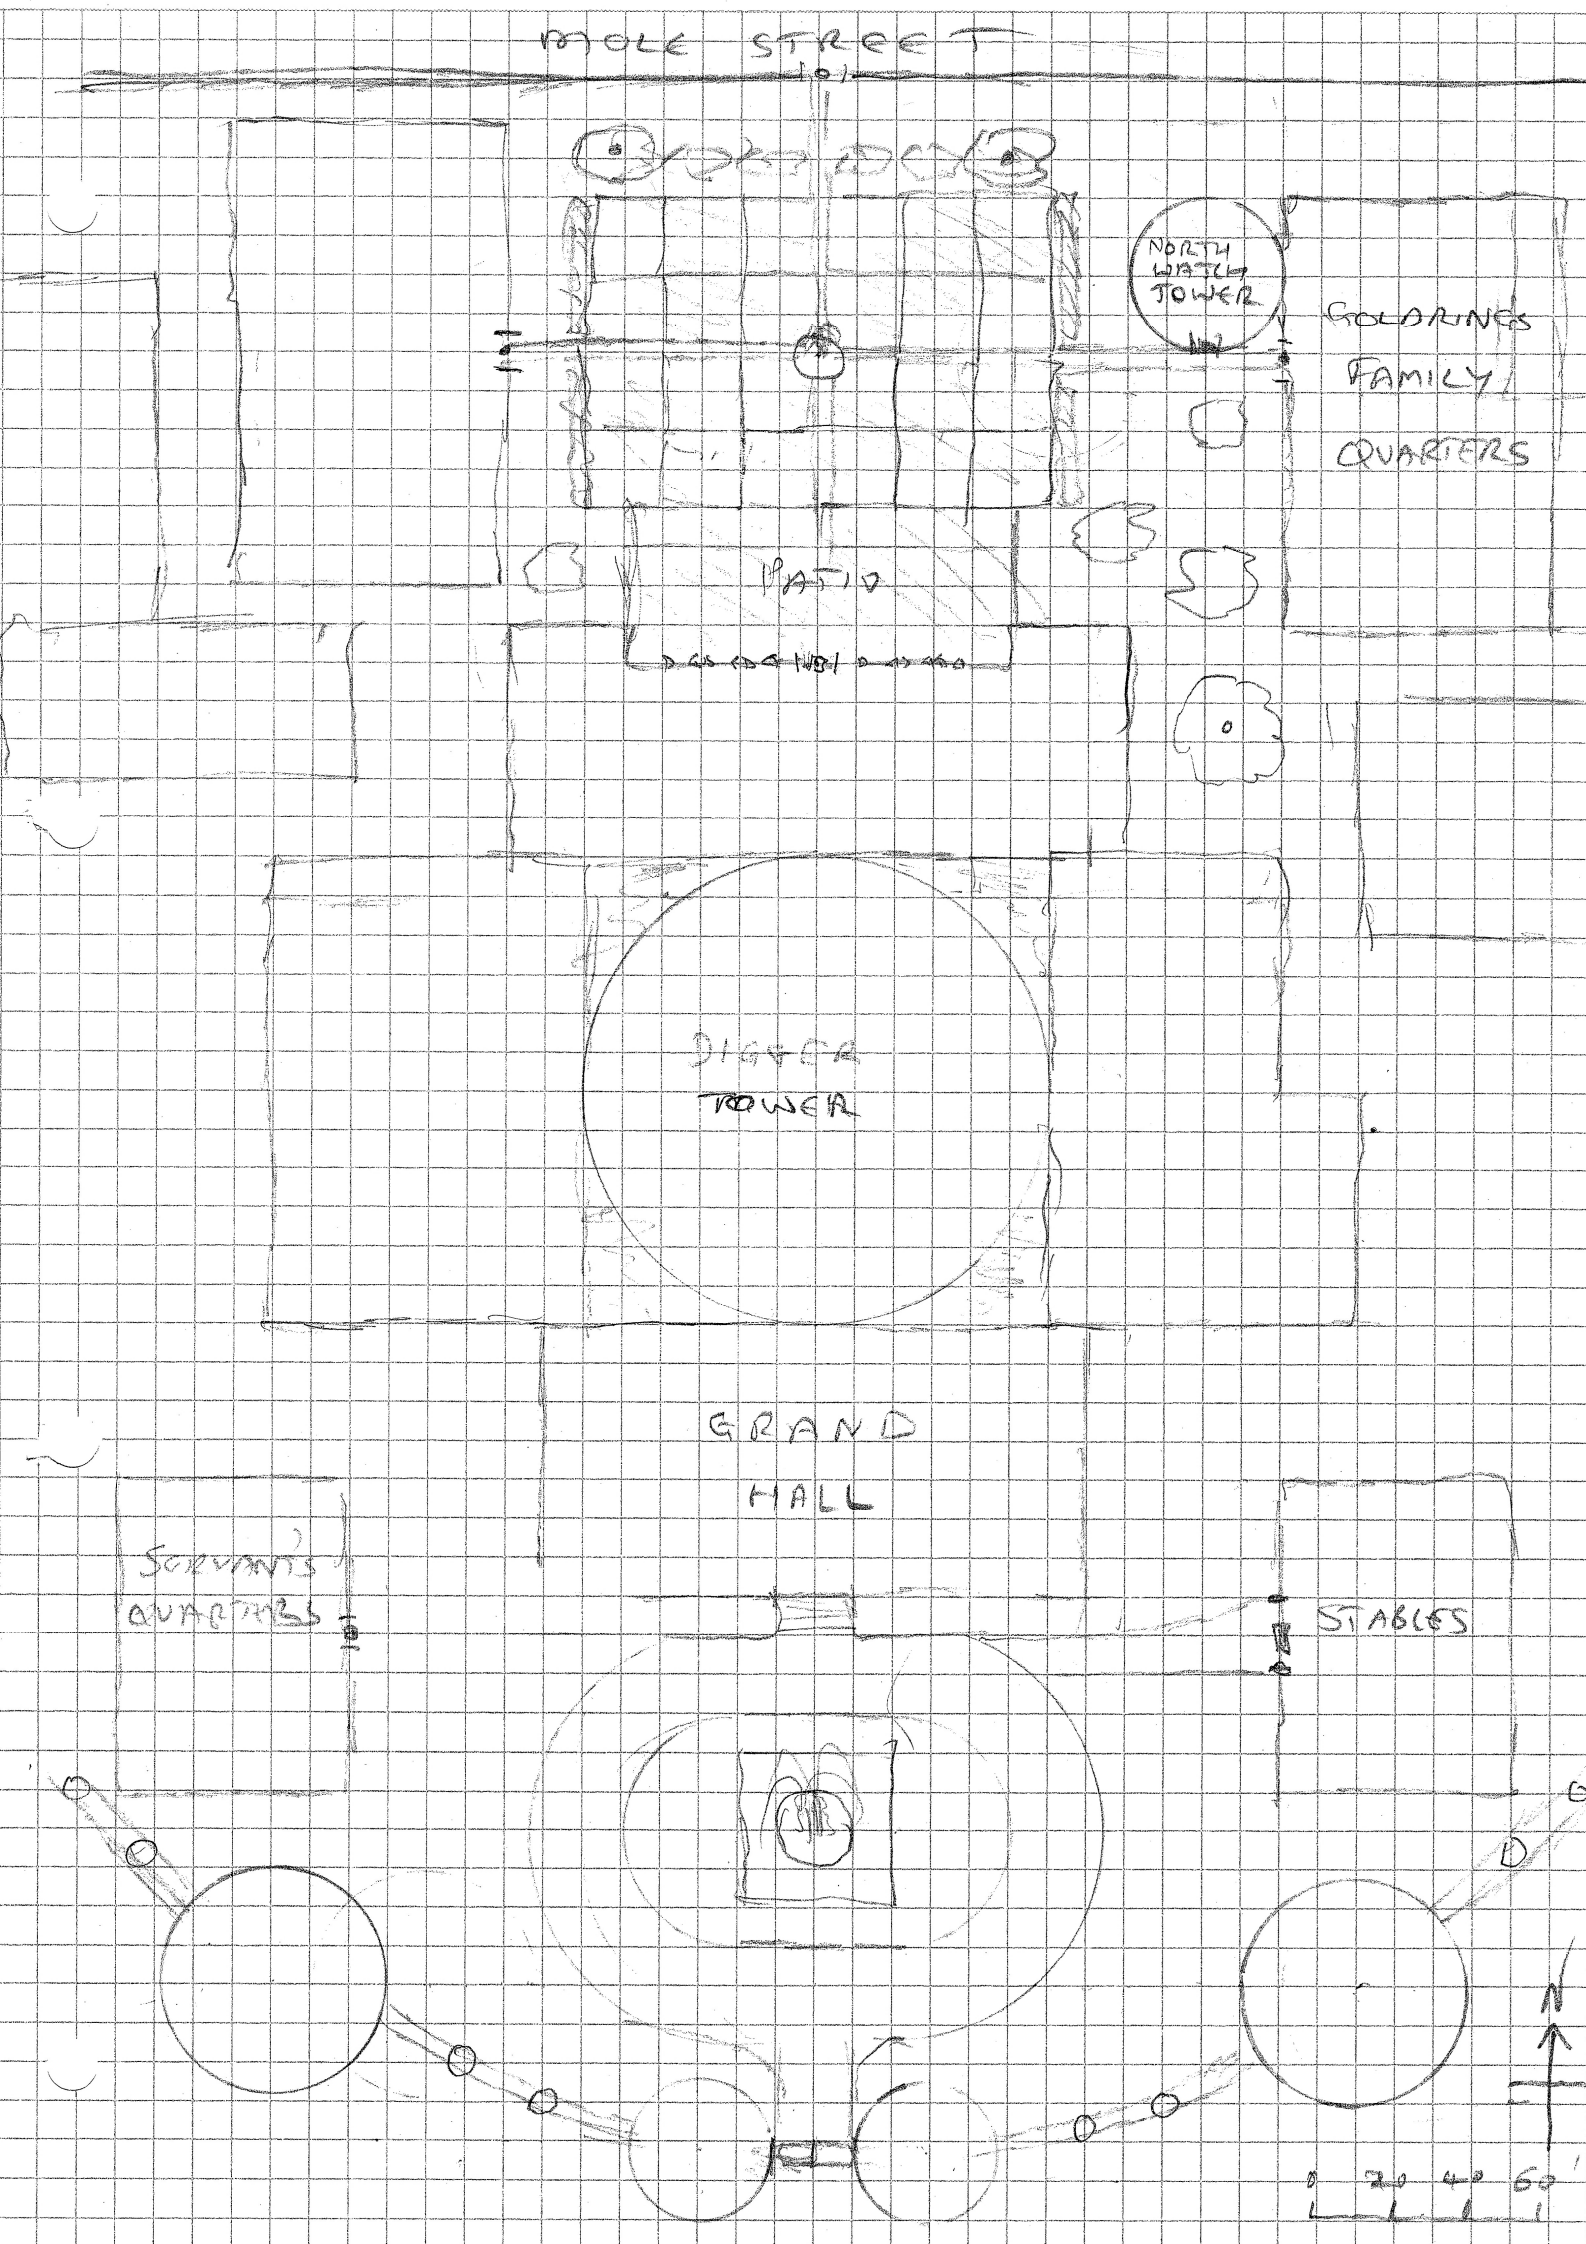 MOLE STREET
NORTH
WATCH
TOWER
GOLDRINGS
FAMILY
QUARTERS
PATIO
DIGGER
TOWER
GRAND
HALL
SERVANTS
QUARTERS
STABLES
N
0 20 40 60'